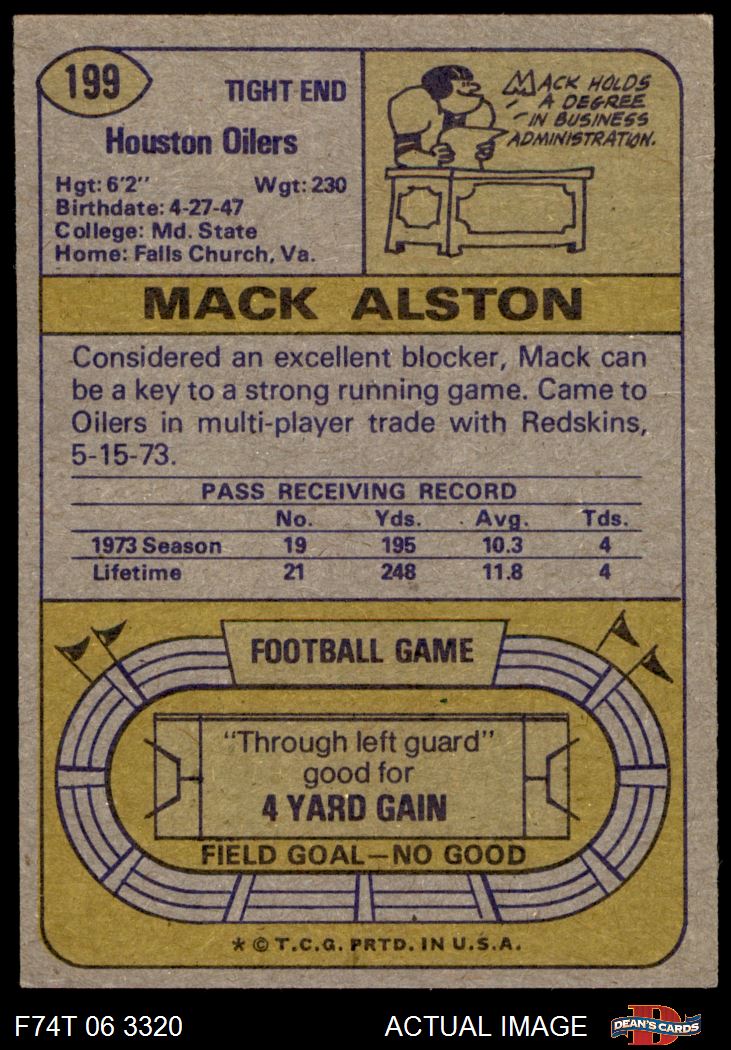 199
TIGHT END
Houston Oilers
Hgt: 6'2" Wgt: 230
Birthdate: 4-27-47
College: Md. State
Home: Falls Church, Va.
MACK HOLDS
A DEGREE
IN BUSINESS
ADMINISTRATION.
MACK ALSTON
Considered an excellent blocker, Mack can
be a key to a strong running game. Came to
Oilers in multi-player trade with Redskins,
5-15-73.
PASS RECEIVING RECORD
No. Yds. Avg. Tds.
1973 Season 19 195 10.3 4
Lifetime 21 248 11.8 4
FOOTBALL GAME
"Through left guard"
good for
4 YARD GAIN
FIELD GOAL—NO GOOD
* © T.C.G. PRTD. IN U.S.A.
F74T 06 3320 ACTUAL IMAGE
D
DEAN'S CARDS